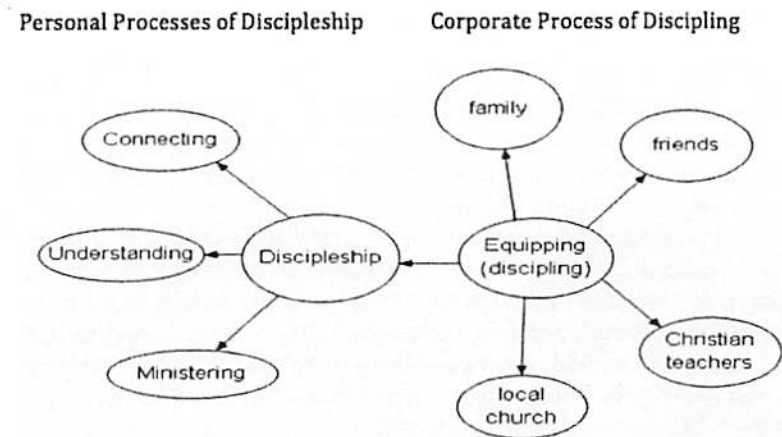 Personal Processes of Discipleship
Corporate Process of Discipling
family
friends
Connecting
Understanding
Discipleship
Equipping
(discipling)
Ministering
Christian
teachers
local
church